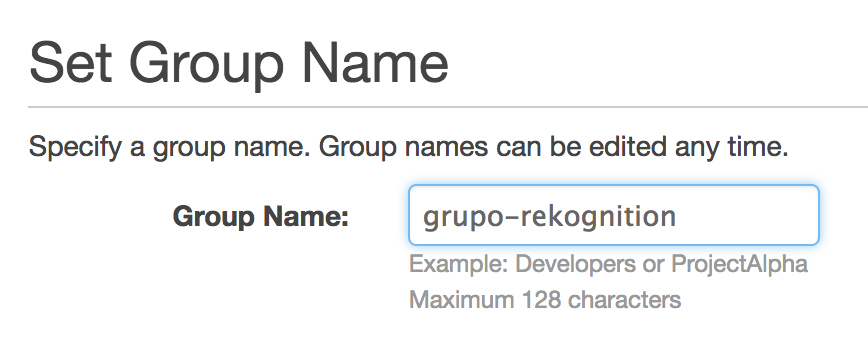 Set Group Name
Specify a group name. Group names can be edited any time.
Group Name: grupo-rekognition
Example: Developers or ProjectAlpha
Maximum 128 characters